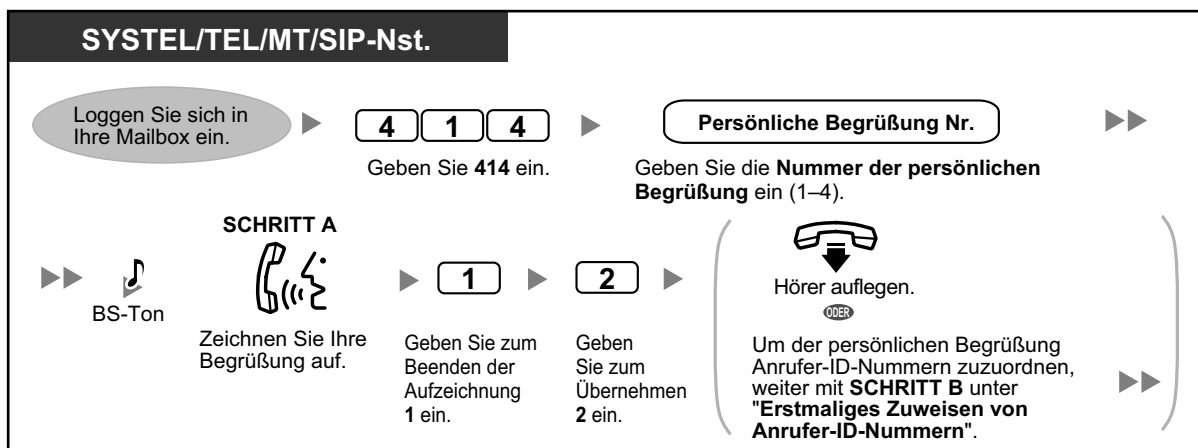 SYSTEL/TEL/MT/SIP-Nst.
Loggen Sie sich in
Ihre Mailbox ein.
4 1 4
Geben Sie 414 ein.
Persönliche Begrüßung Nr.
Geben Sie die Nummer der persönlichen
Begrüßung ein (1–4).
BS-Ton
SCHRITT A
Zeichnen Sie Ihre
Begrüßung auf.
1
Geben Sie zum
Beenden der
Aufzeichnung
1 ein.
2
Geben
Sie zum
Übernehmen
2 ein.
Hörer auflegen.
ODER
Um der persönlichen Begrüßung
Anrufer-ID-Nummern zuzuordnen,
weiter mit SCHRITT B unter
"Erstmaliges Zuweisen von
Anrufer-ID-Nummern".